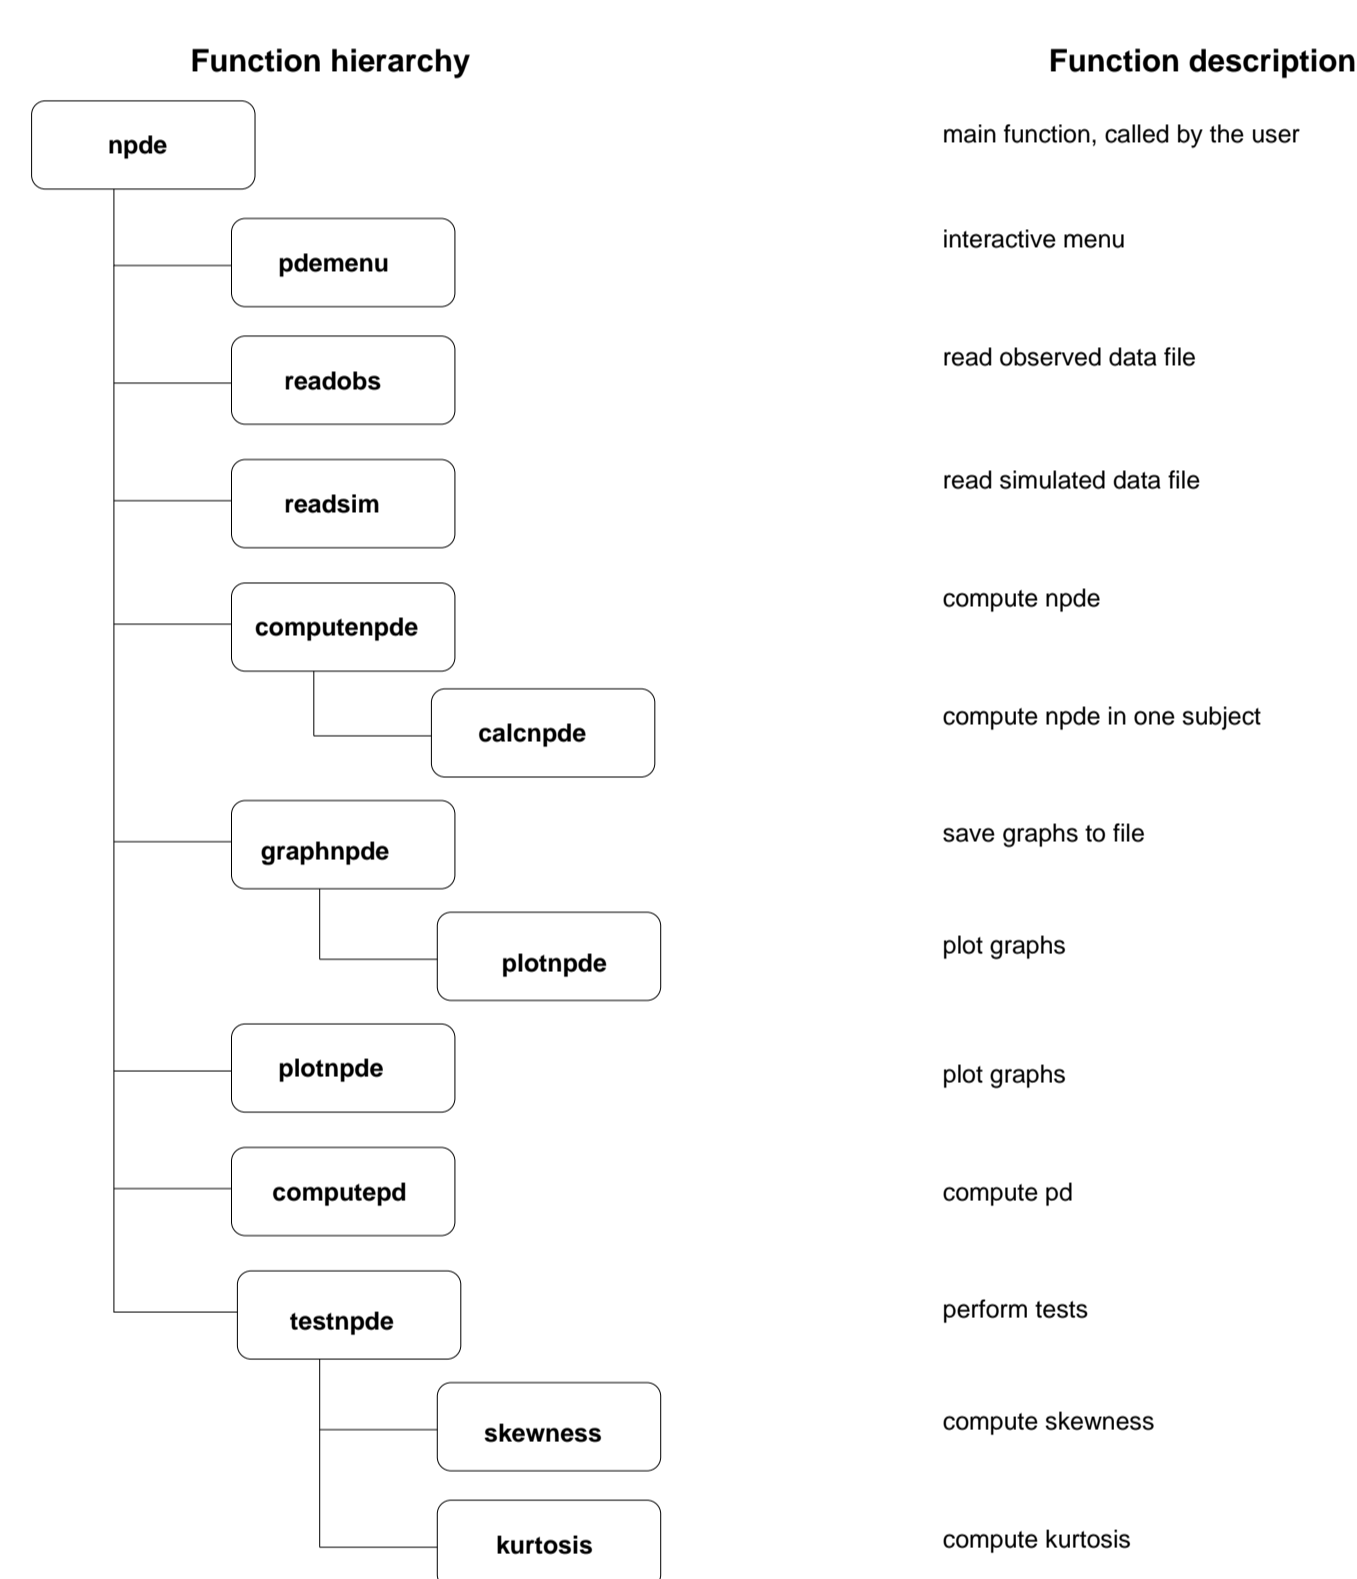 Function hierarchy Function description
npde main function, called by the user
pdemenu interactive menu
readobs read observed data file
readsim read simulated data file
computenpde compute npde
calcnpde compute npde in one subject
graphnpde save graphs to file
plotnpde plot graphs
plotnpde plot graphs
computepd compute pd
testnpde perform tests
skewness compute skewness
kurtosis compute kurtosis